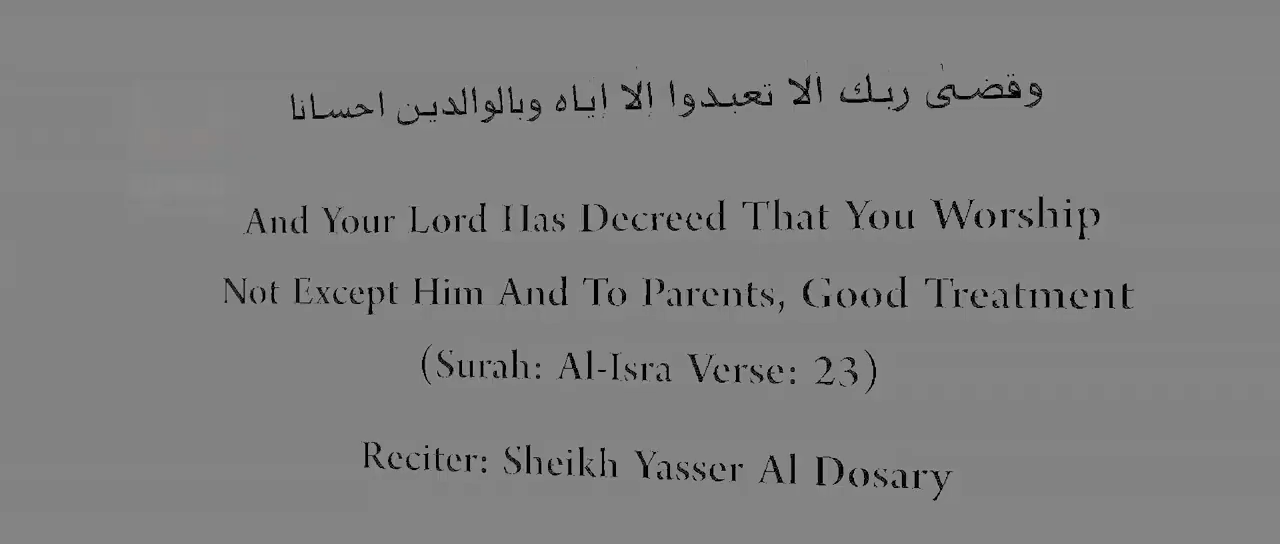 وقضىٰ ربك الا تعبدوا إلا إياه وبالوالدين احسانا
And Your Lord Has Decreed That You Worship
Not Except Him And To Parents, Good Treatment
(Surah: Al-Isra Verse: 23)
Reciter: Sheikh Yasser Al Dosary